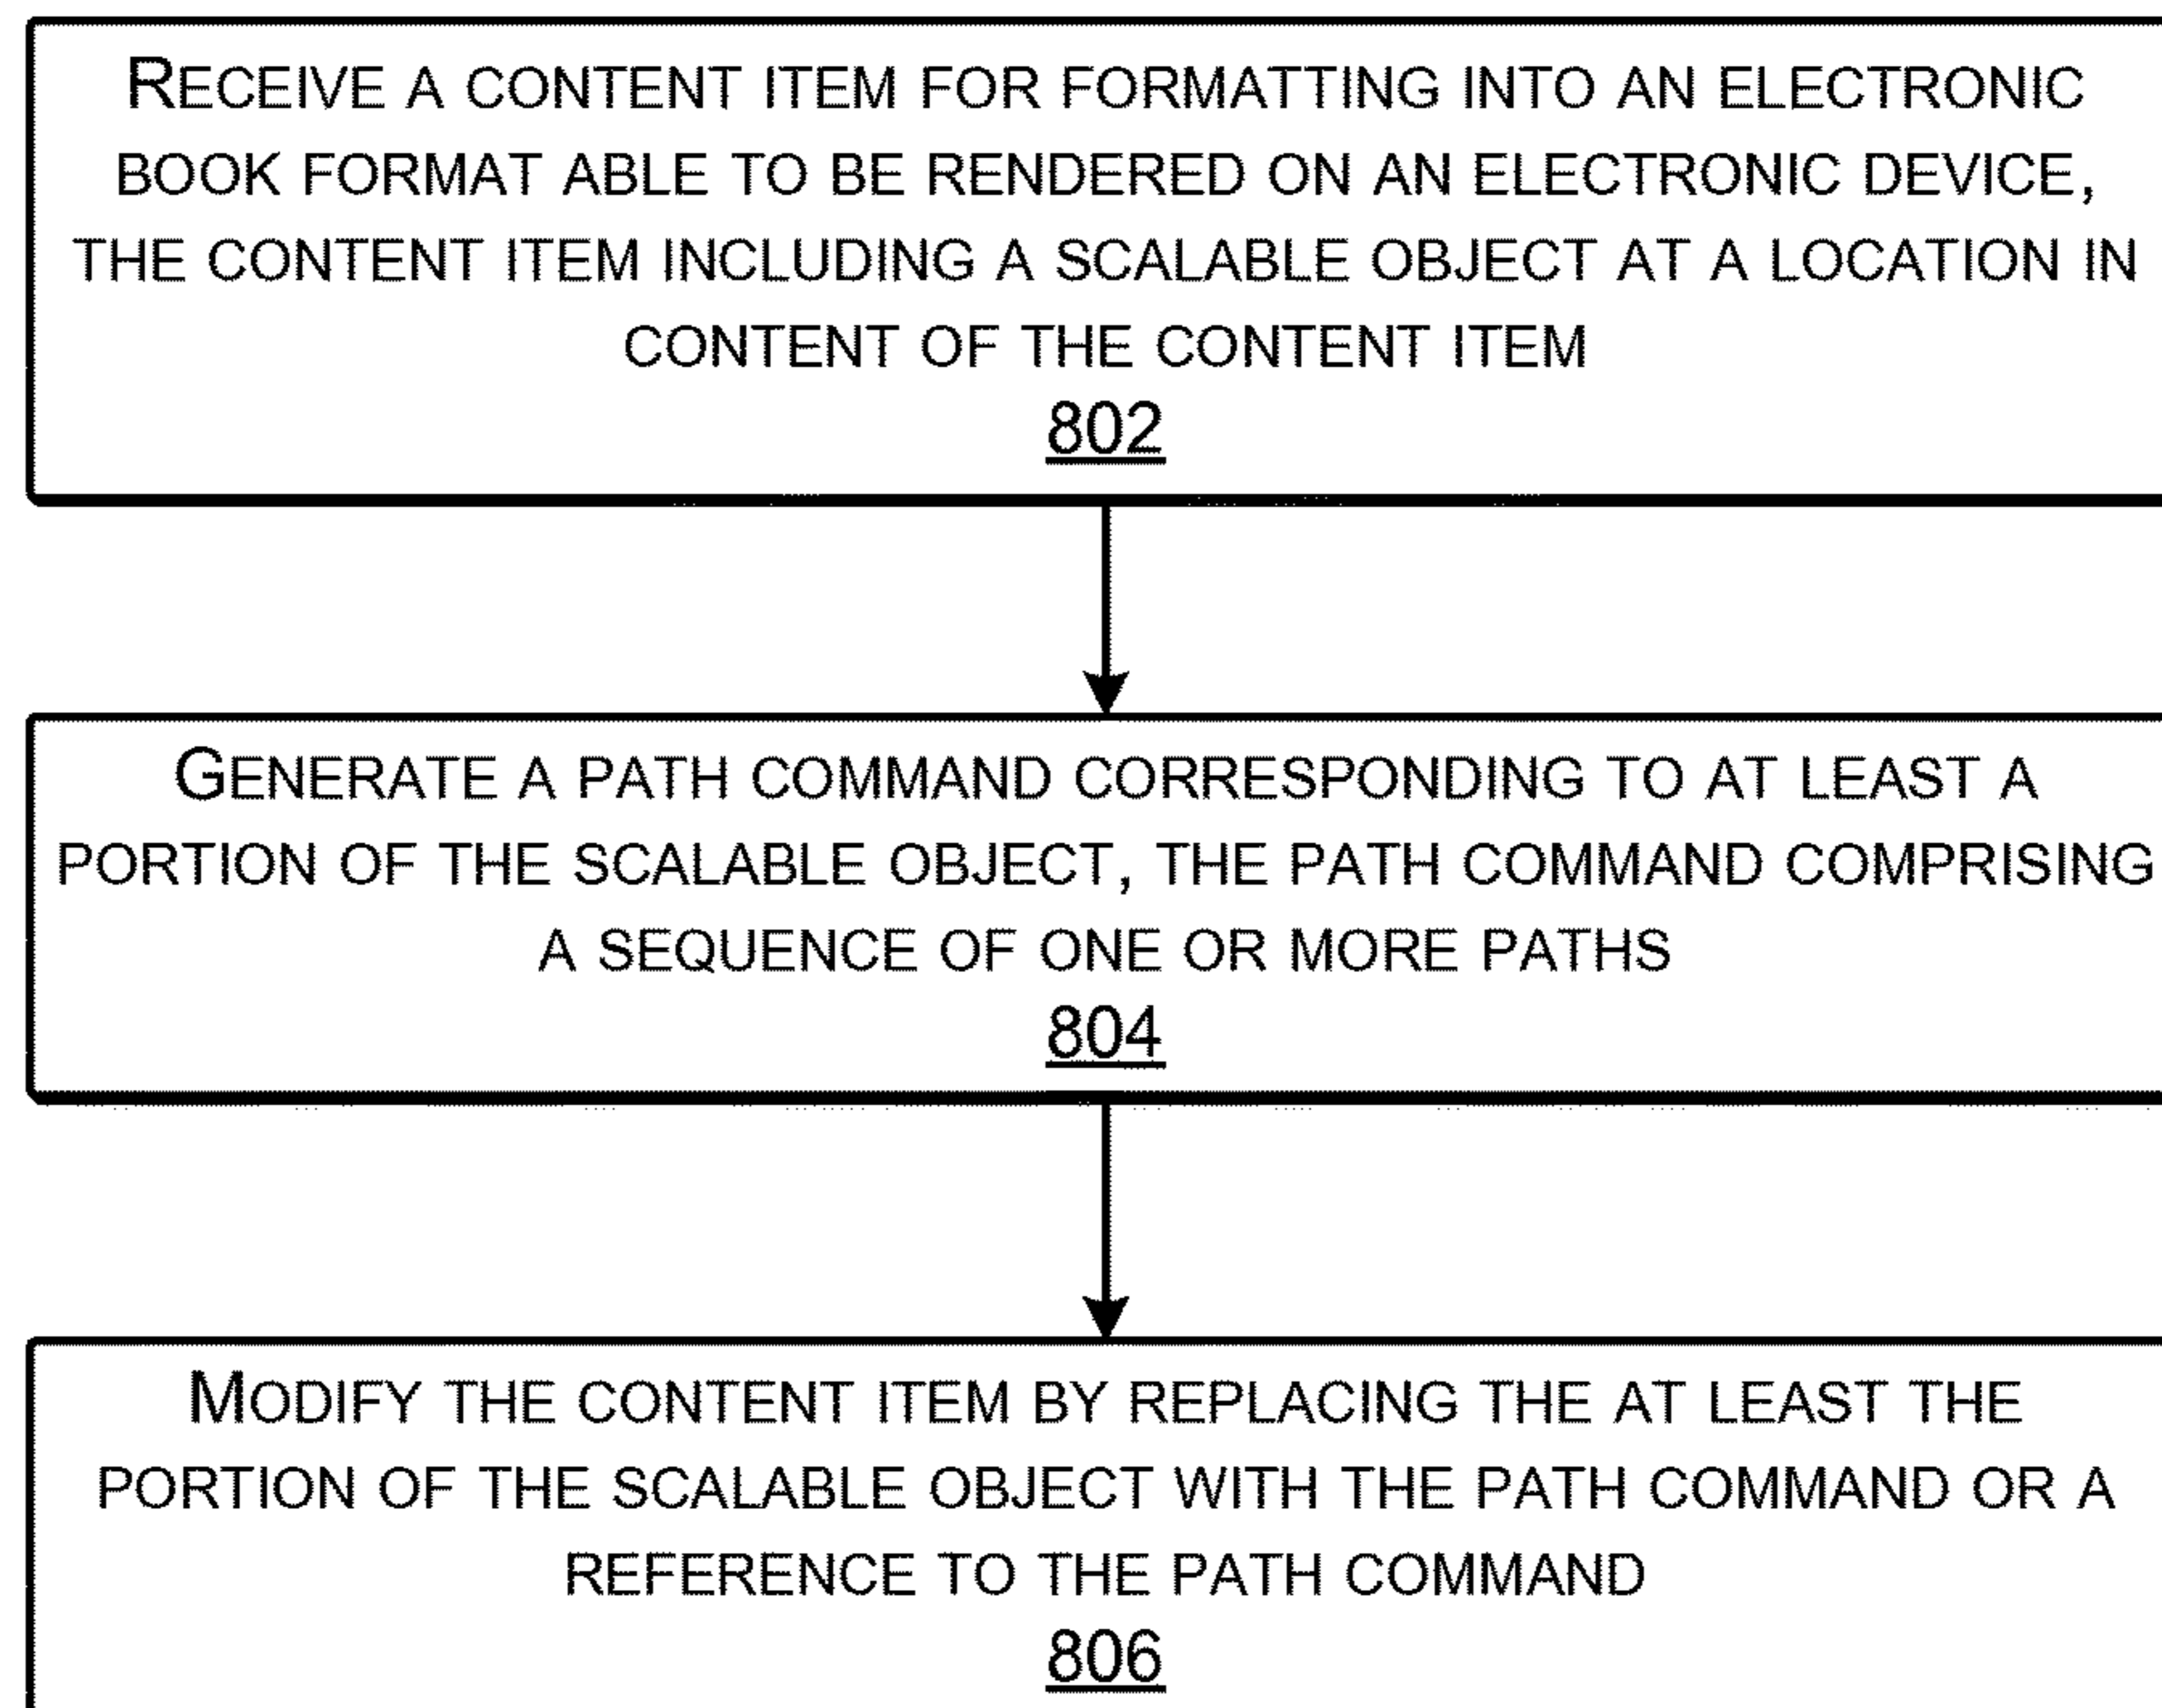 RECEIVE A CONTENT ITEM FOR FORMATTING INTO AN ELECTRONIC
BOOK FORMAT ABLE TO BE RENDERED ON AN ELECTRONIC DEVICE,
THE CONTENT ITEM INCLUDING A SCALABLE OBJECT AT A LOCATION IN
CONTENT OF THE CONTENT ITEM
802
GENERATE A PATH COMMAND CORRESPONDING TO AT LEAST A
PORTION OF THE SCALABLE OBJECT, THE PATH COMMAND COMPRISING
A SEQUENCE OF ONE OR MORE PATHS
804
MODIFY THE CONTENT ITEM BY REPLACING THE AT LEAST THE
PORTION OF THE SCALABLE OBJECT WITH THE PATH COMMAND OR A
REFERENCE TO THE PATH COMMAND
806